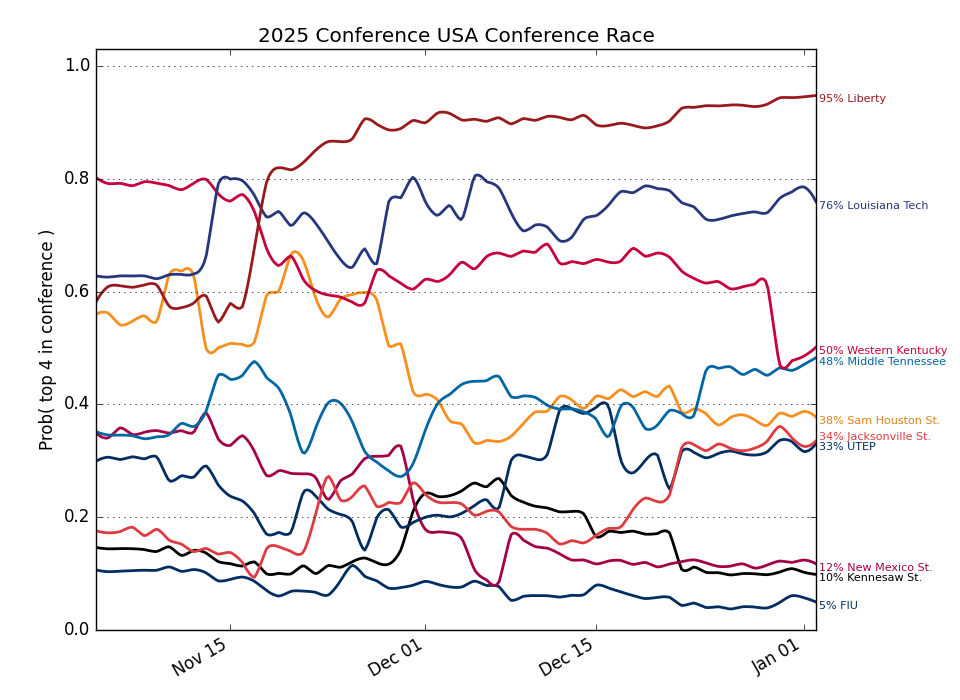 2025 Conference USA Conference Race
Prob( top 4 in conference )
1.0
0.8
0.6
0.4
0.2
0.0
Nov 15
Dec 01
Dec 15
Jan 01
95% Liberty
76% Louisiana Tech
50% Western Kentucky
48% Middle Tennessee
38% Sam Houston St.
34% Jacksonville St.
33% UTEP
12% New Mexico St.
10% Kennesaw St.
5% FIU